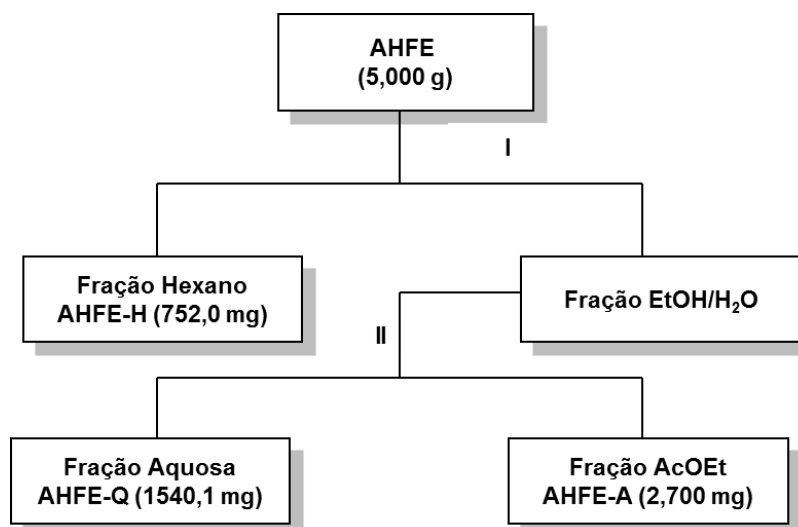 AHFE
(5,000 g)
I
Fração Hexano
AHFE-H (752,0 mg)
Fração EtOH/H₂O
II
Fração Aquosa
AHFE-Q (1540,1 mg)
Fração AcOEt
AHFE-A (2,700 mg)